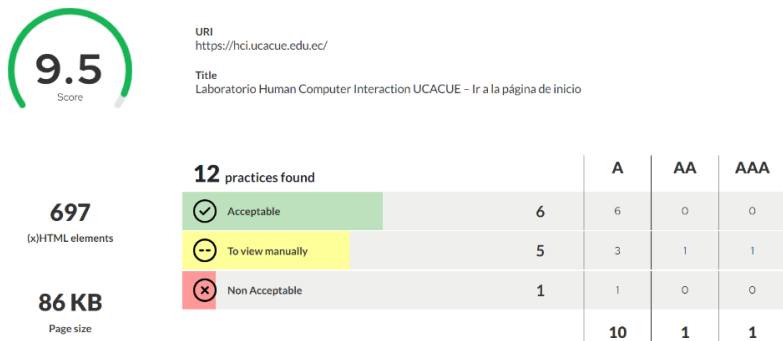 9.5
Score
URI
https://hci.ucacue.edu.ec/
Title
Laboratorio Human Computer Interaction UCACUE – Ir a la página de inicio
697
(x)HTML elements
86 KB
Page size
12 practices found A AA AAA
Acceptable 6 6 0 0
To view manually 5 3 1 1
Non Acceptable 1 1 0 0
10 1 1